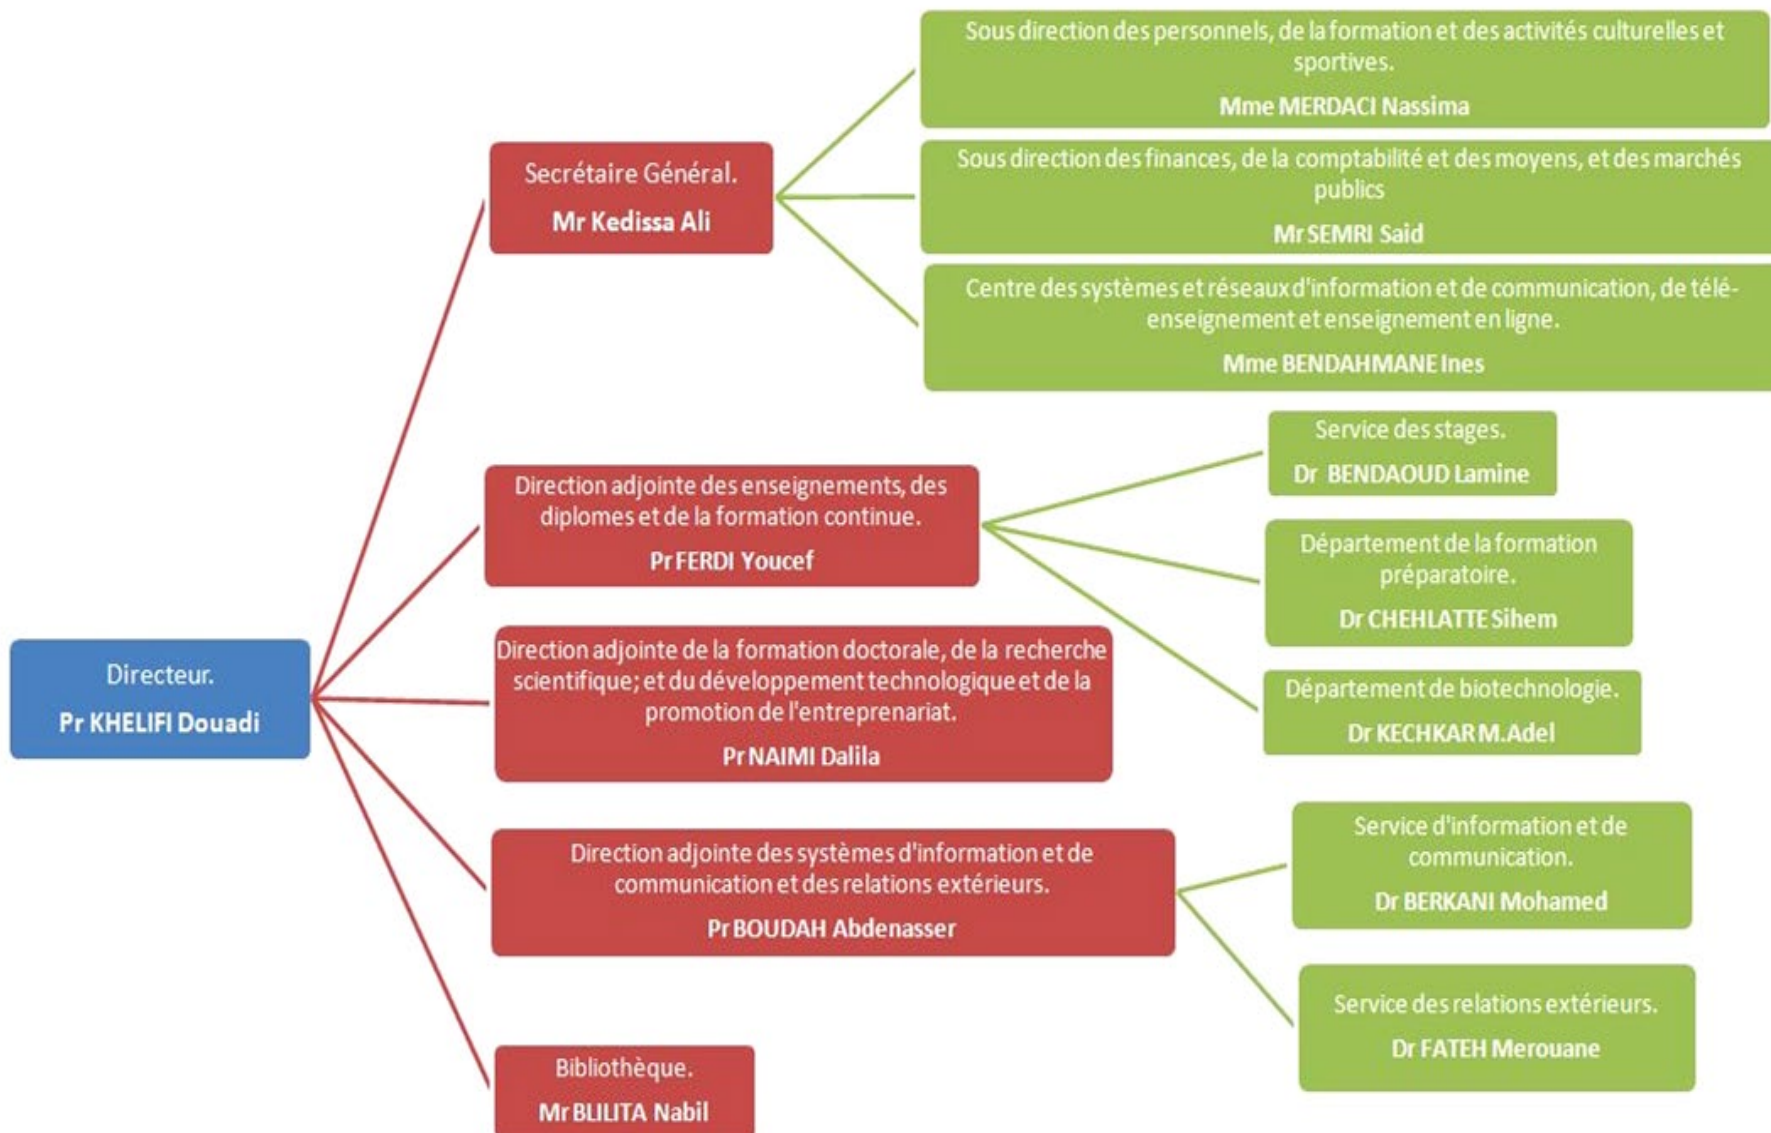 Directeur.
Pr KHELIFI Douadi
Secrétaire Général.
Mr Kedissa Ali
Sous direction des personnels, de la formation et des activités culturelles et
sportives.
Mme MERDACI Nassima
Sous direction des finances, de la comptabilité et des moyens, et des marchés
publics
Mr SEMRI Said
Centre des systèmes et réseaux d'information et de communication, de télé-
enseignement et enseignement en ligne.
Mme BENDAHMANE Ines
Direction adjointe des enseignements, des
diplomes et de la formation continue.
Pr FERDI Youcef
Service des stages.
Dr BENDAOUD Lamine
Département de la formation
préparatoire.
Dr CHEHLATTE Sihem
Département de biotechnologie.
Dr KECHKAR M.Adel
Direction adjointe de la formation doctorale, de la recherche
scientifique; et du développement technologique et de la
promotion de l'entreprenariat.
Pr NAIMI Dalila
Direction adjointe des systèmes d'information et de
communication et des relations extérieurs.
Pr BOUDAH Abdenasser
Service d'information et de
communication.
Dr BERKANI Mohamed
Service des relations extérieurs.
Dr FATEH Merouane
Bibliothèque.
Mr BLILITA Nabil